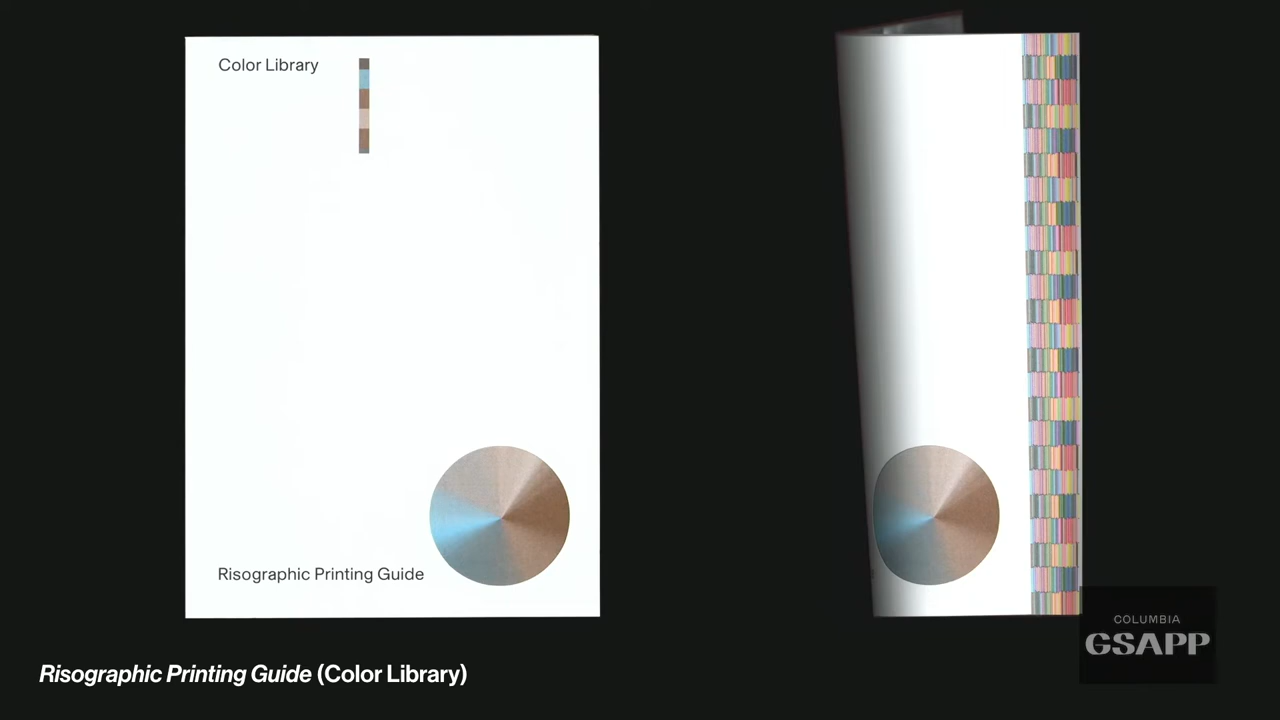 Color Library
Risographic Printing Guide
COLUMBIA
GSAPP
Risographic Printing Guide (Color Library)